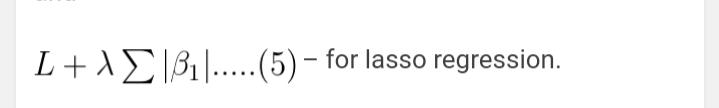 L + λ ∑ |β₁|.....(5) – for lasso regression.